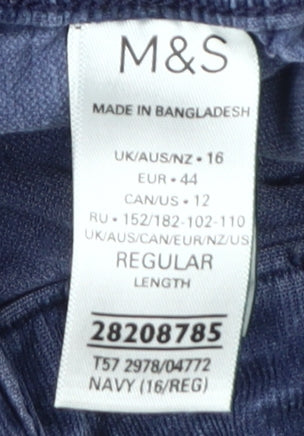 M&S
MADE IN BANGLADESH
UK/AUS/NZ • 16
EUR • 44
CAN/US • 12
RU • 152/182-102-110
UK/AUS/CAN/EUR/NZ/US
REGULAR
LENGTH
28208785
T57 2978/04772
NAVY (16/REG)